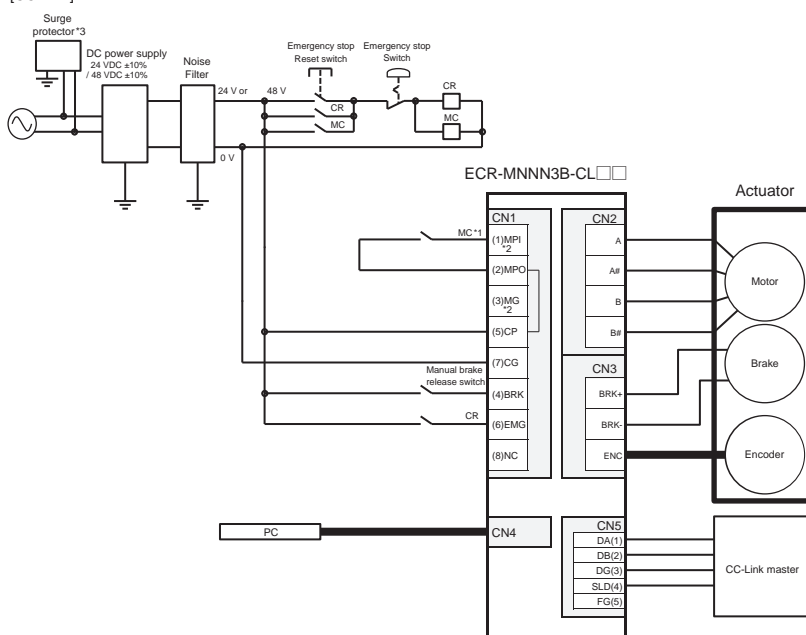 Surge
protector*3
DC power supply
24 VDC ±10%
/ 48 VDC ±10%
Noise
Filter
24 V or 48 V
0 V
Emergency stop
Reset switch
Emergency stop
Switch
CR
MC
CR
MC
ECR-MNNN3B-CL□□
Actuator
CN1
MC*1
(1)MPI
*2
(2)MPO
(3)MG
*2
(5)CP
(7)CG
Manual brake
release switch
(4)BRK
CR
(6)EMG
(8)NC
CN2
A
A#
B
B#
CN3
BRK+
BRK-
ENC
Motor
Brake
Encoder
PC
CN4
CN5
DA(1)
DB(2)
DG(3)
SLD(4)
FG(5)
CC-Link master